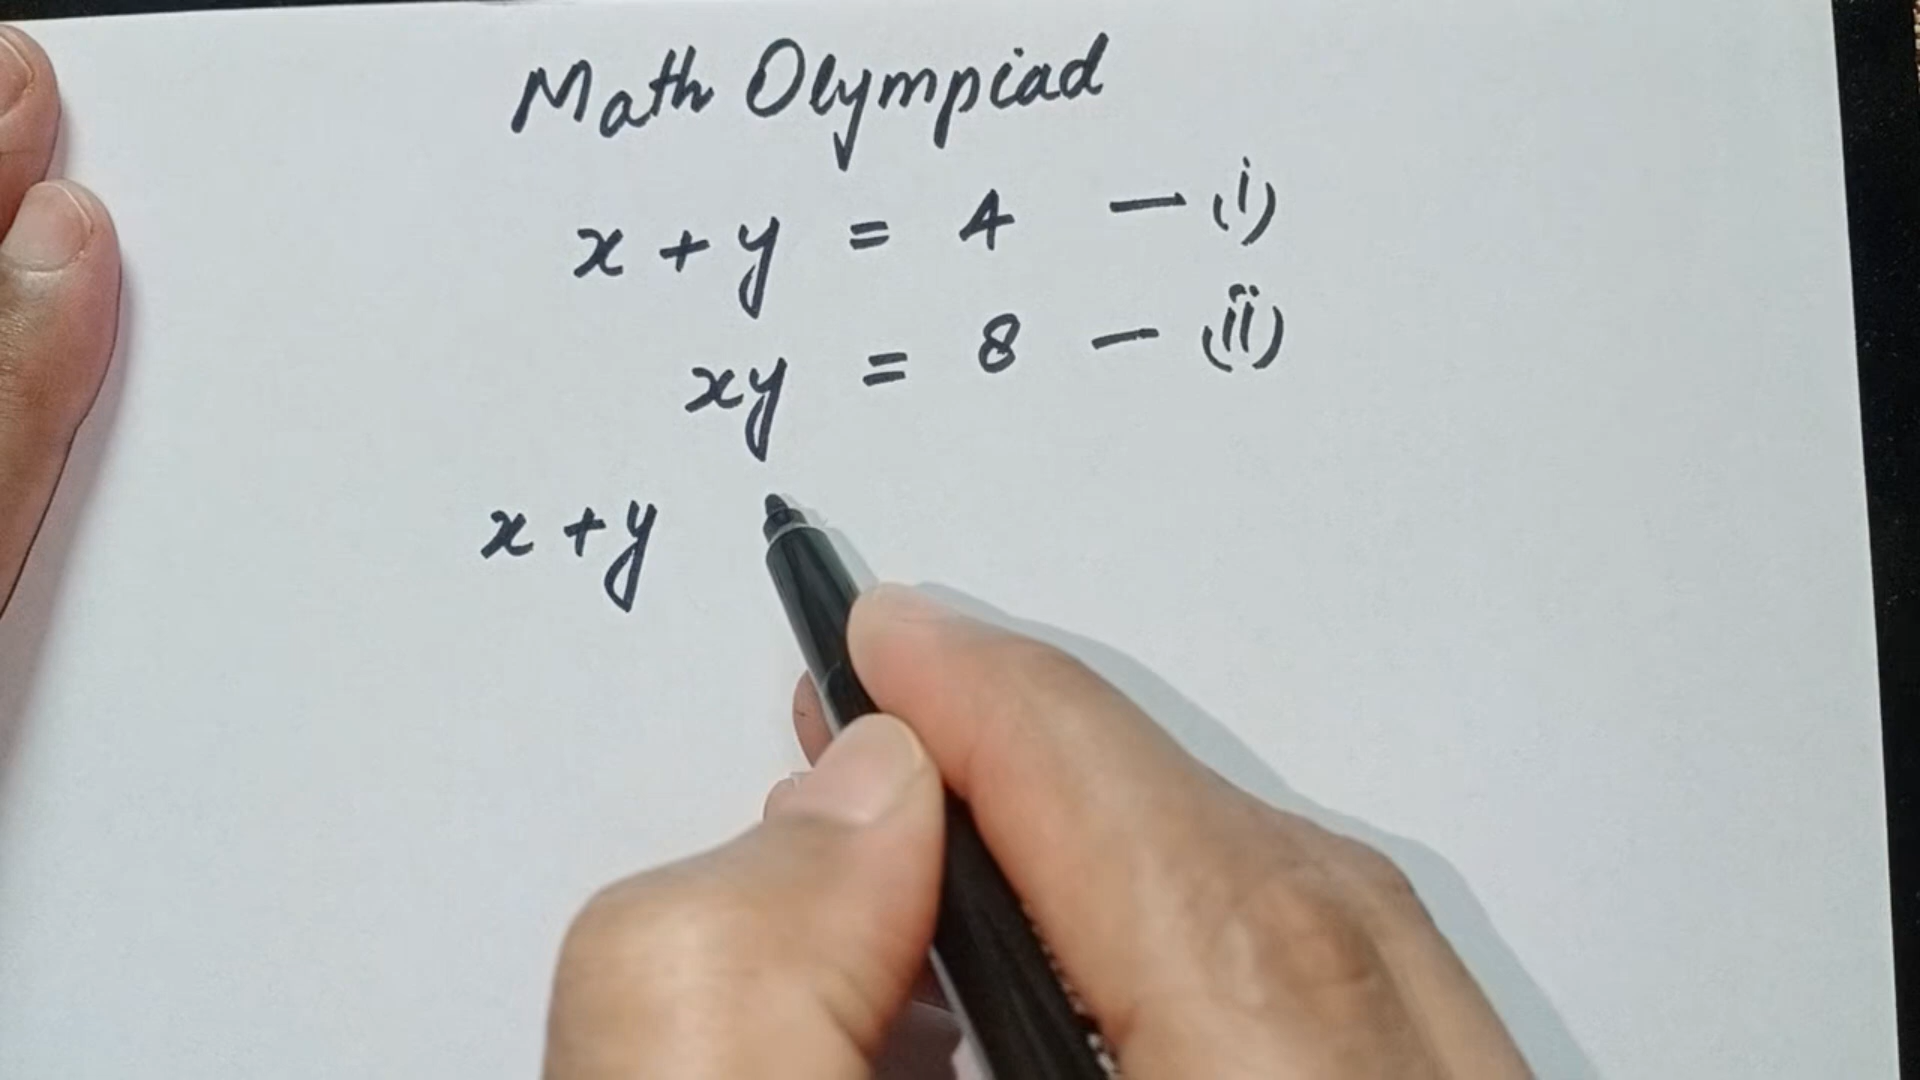 Math Olympiad
x + y = 4 — (i)
xy = 8 — (ii)
x + y